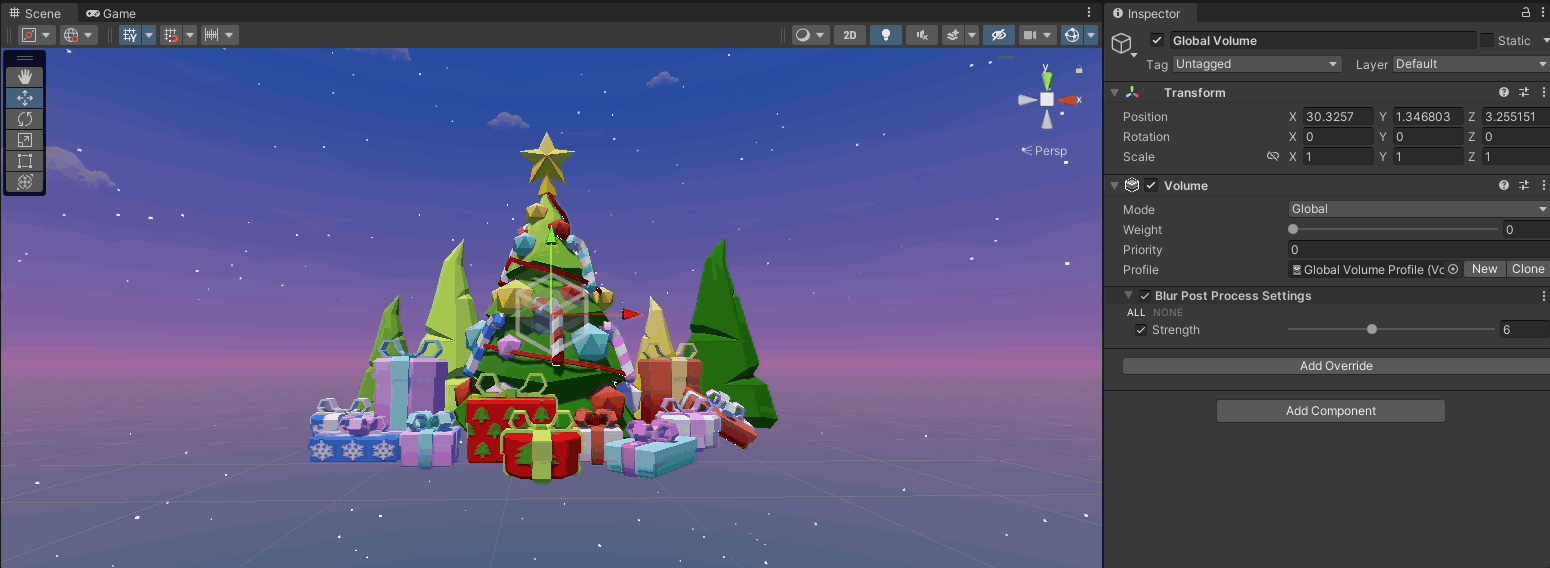 Scene Game
2D
y
x
Persp
Inspector
Global Volume Static
Tag Untagged Layer Default
Transform
Position X 30.3257 Y 1.346803 Z 3.255151
Rotation X 0 Y 0 Z 0
Scale X 1 Y 1 Z 1
Volume
Mode Global
Weight 0
Priority 0
Profile Global Volume Profile (Vo New Clone
Blur Post Process Settings
ALL NONE
Strength 6
Add Override
Add Component